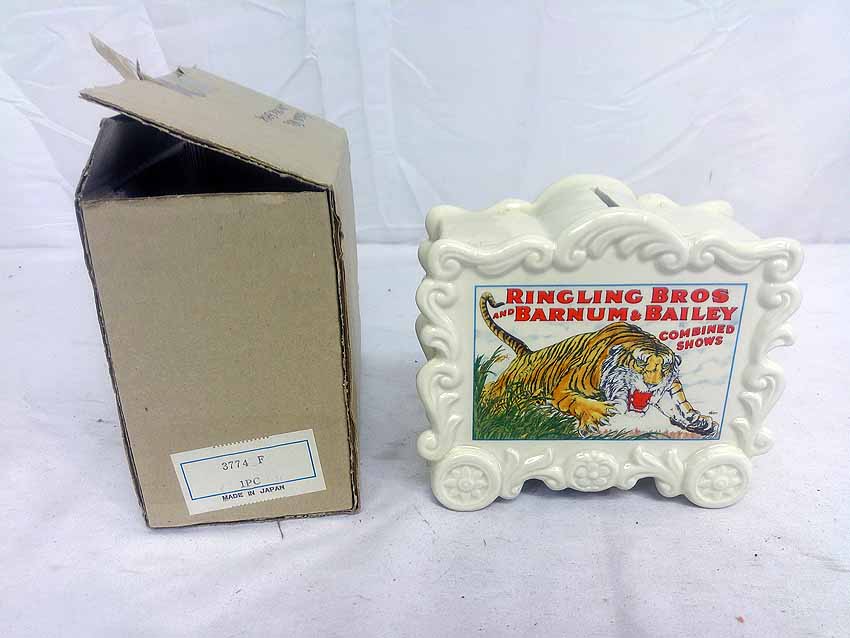 3774 F
1PC
MADE IN JAPAN
RINGLING BROS
AND BARNUM & BAILEY
COMBINED
SHOWS